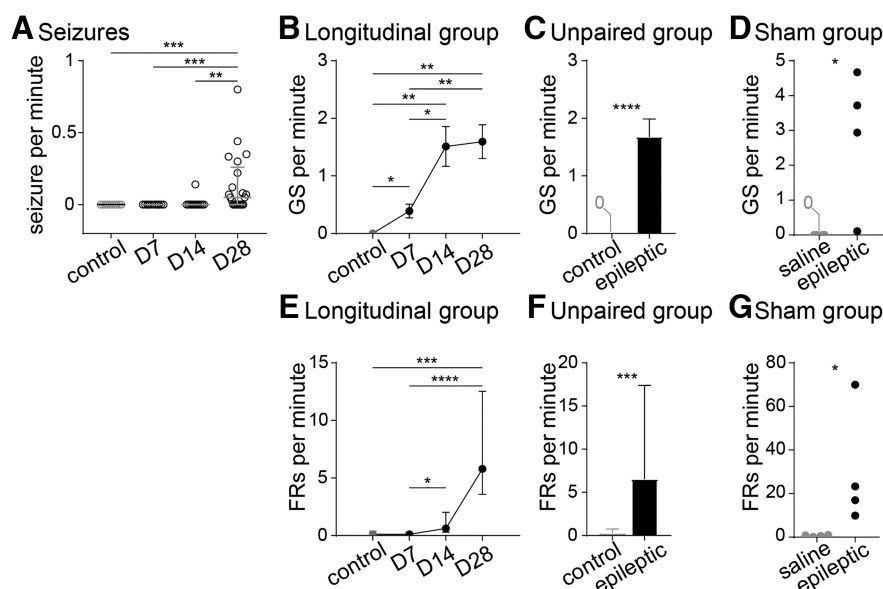 A Seizures
***
***
**
seizure per minute
1
0.5
0
control
D7
D14
D28
B Longitudinal group
**
**
**
*
*
GS per minute
3
2
1
0
control
D7
D14
D28
C Unpaired group
****
GS per minute
3
2
1
0
0
control
epileptic
D Sham group
*
GS per minute
5
4
3
2
1
0
0
saline
epileptic
E Longitudinal group
***
****
*
FRs per minute
15
10
5
0
control
D7
D14
D28
F Unpaired group
***
FRs per minute
20
15
10
5
0
control
epileptic
G Sham group
*
FRs per minute
80
60
40
20
0
saline
epileptic